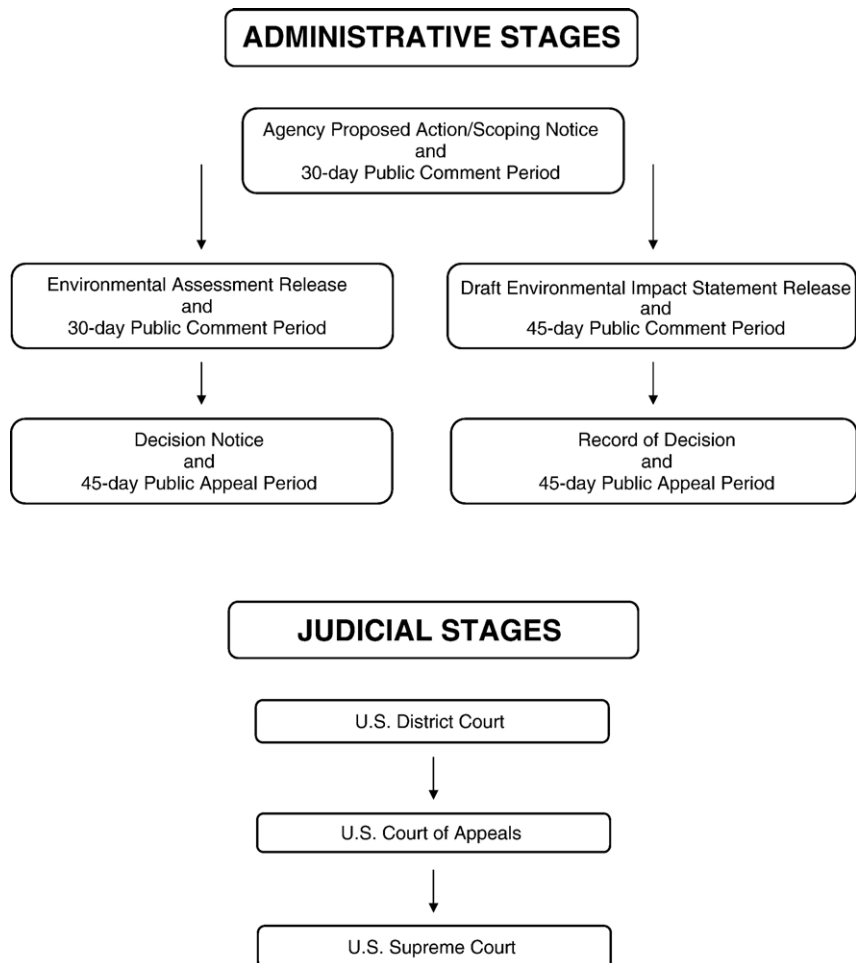 ADMINISTRATIVE STAGES
Agency Proposed Action/Scoping Notice
and
30-day Public Comment Period
Environmental Assessment Release
and
30-day Public Comment Period
Draft Environmental Impact Statement Release
and
45-day Public Comment Period
Decision Notice
and
45-day Public Appeal Period
Record of Decision
and
45-day Public Appeal Period
JUDICIAL STAGES
U.S. District Court
U.S. Court of Appeals
U.S. Supreme Court